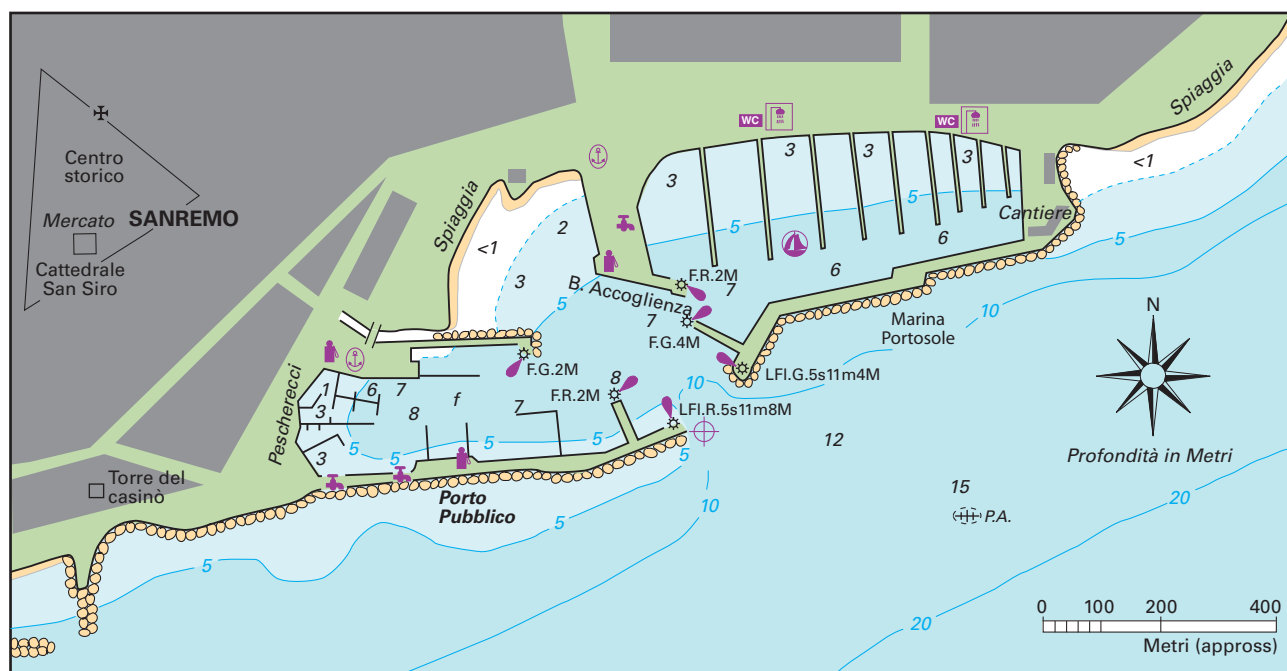 Spiaggia
WC
WC
Centro
storico
Mercato
SANREMO
Cattedrale
San Siro
Spiaggia
<1
2
3
5
3
3
3
3
5
5
6
6
Cantiere
<1
5
10
F.R.2M
7
B. Accoglienza
7
F.G.4M
Marina
Portosole
N
F.G.2M
LFl.G.5s11m4M
10
F.R.2M
8
LFl.R.5s11m8M
Pescherecci
1
6
7
3
8
f
7
5
5
5
5
5
3
12
Profondità in Metri
Torre del
casinò
Porto
Pubblico
5
10
15
P.A.
20
5
5
20
0
100
200
400
Metri (appross)